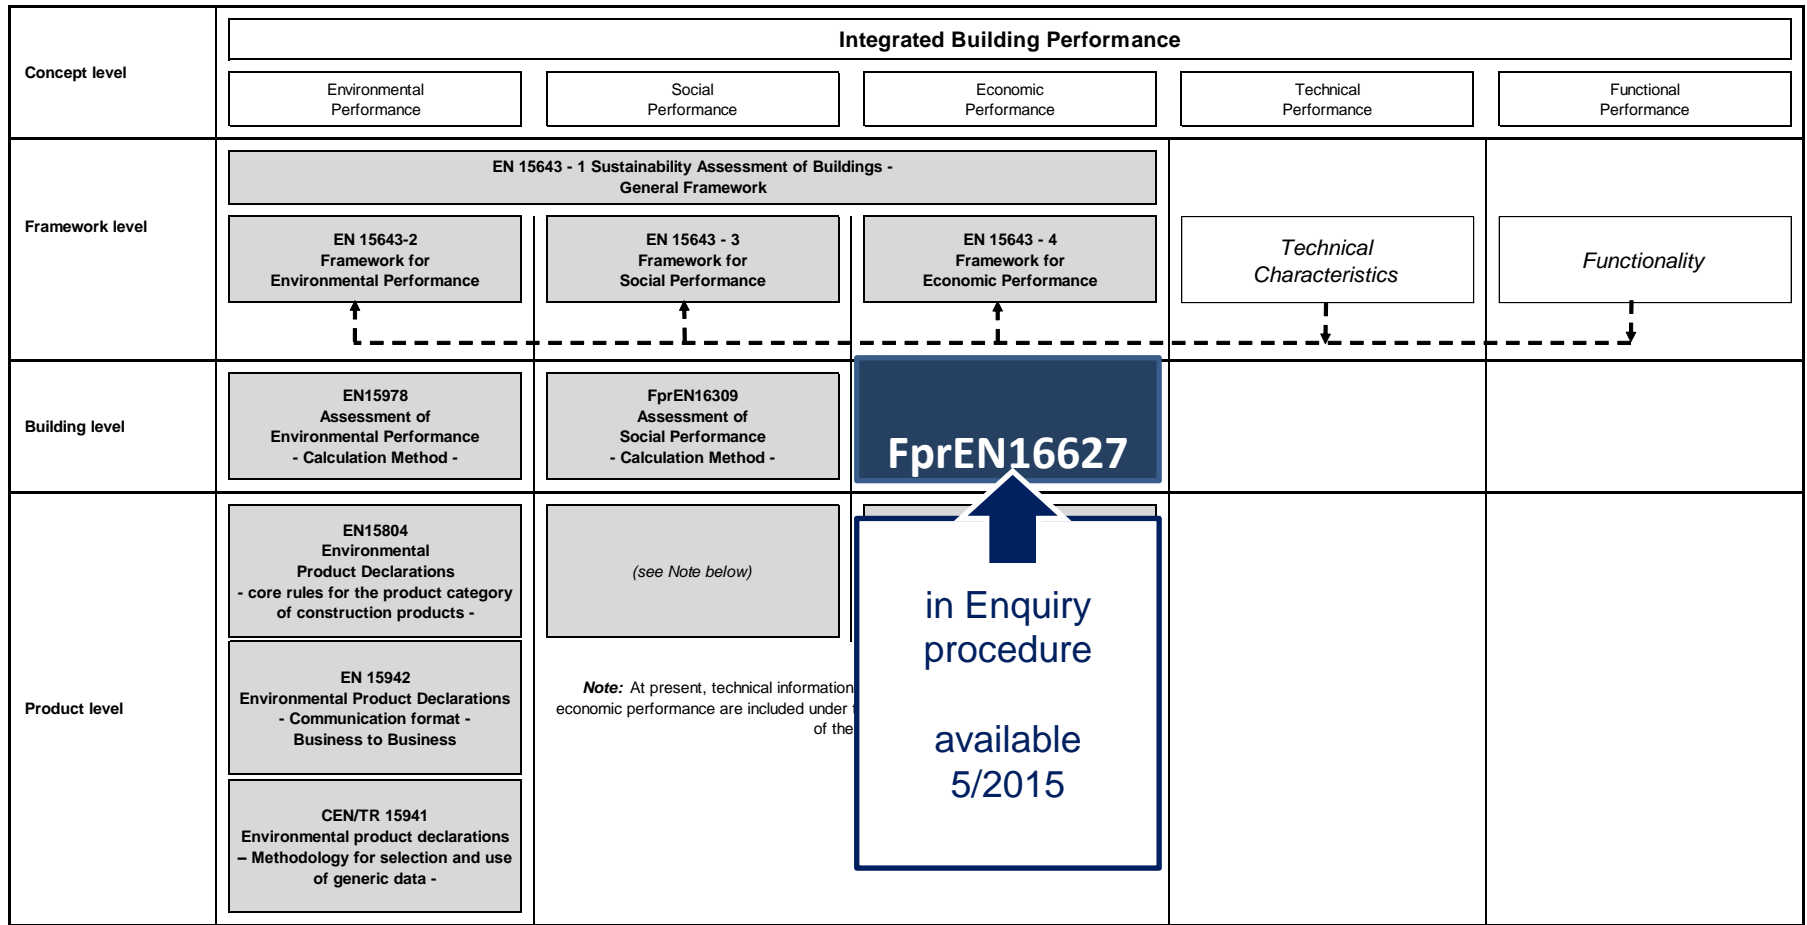 Integrated Building Performance
Concept level
Environmental
Performance
Social
Performance
Economic
Performance
Technical
Performance
Functional
Performance
EN 15643 - 1 Sustainability Assessment of Buildings -
General Framework
Framework level
EN 15643-2
Framework for
Environmental Performance
EN 15643 - 3
Framework for
Social Performance
EN 15643 - 4
Framework for
Economic Performance
Technical
Characteristics
Functionality
Building level
EN15978
Assessment of
Environmental Performance
- Calculation Method -
FprEN16309
Assessment of
Social Performance
- Calculation Method -
FprEN16627
Product level
EN15804
Environmental
Product Declarations
- core rules for the product category
of construction products -
(see Note below)
in Enquiry
procedure
available
5/2015
EN 15942
Environmental Product Declarations
- Communication format -
Business to Business
Note: At present, technical information
economic performance are included under
of the
CEN/TR 15941
Environmental product declarations
– Methodology for selection and use
of generic data -